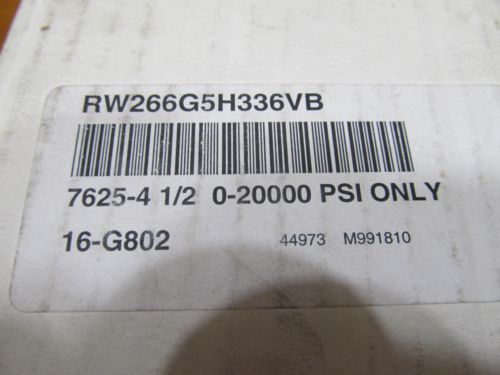 RW266G5H336VB
7625-4 1/2 0-20000 PSI ONLY
16-G802 44973 M991810